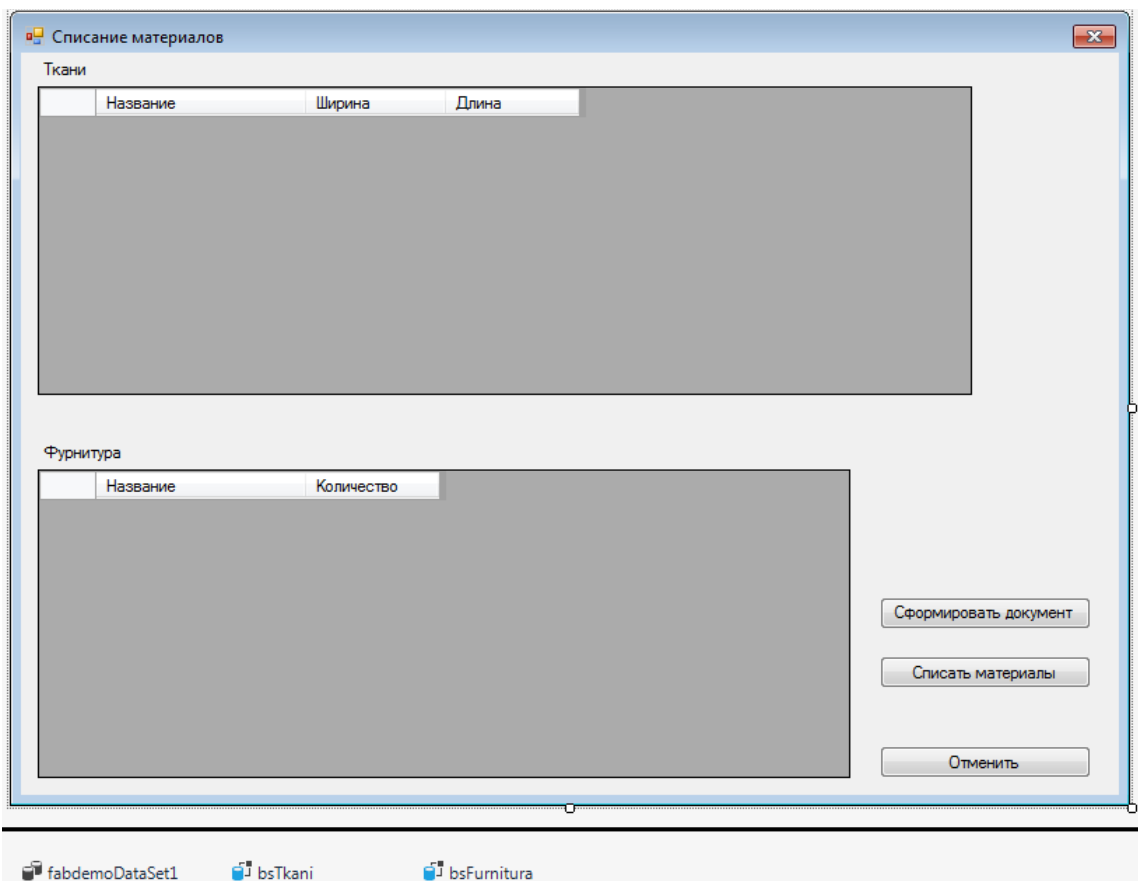 Списание материалов
Ткани
Название Ширина Длина
Фурнитура
Название Количество
Сформировать документ
Списать материалы
Отменить
fabdemoDataSet1 bsTkani bsFurnitura